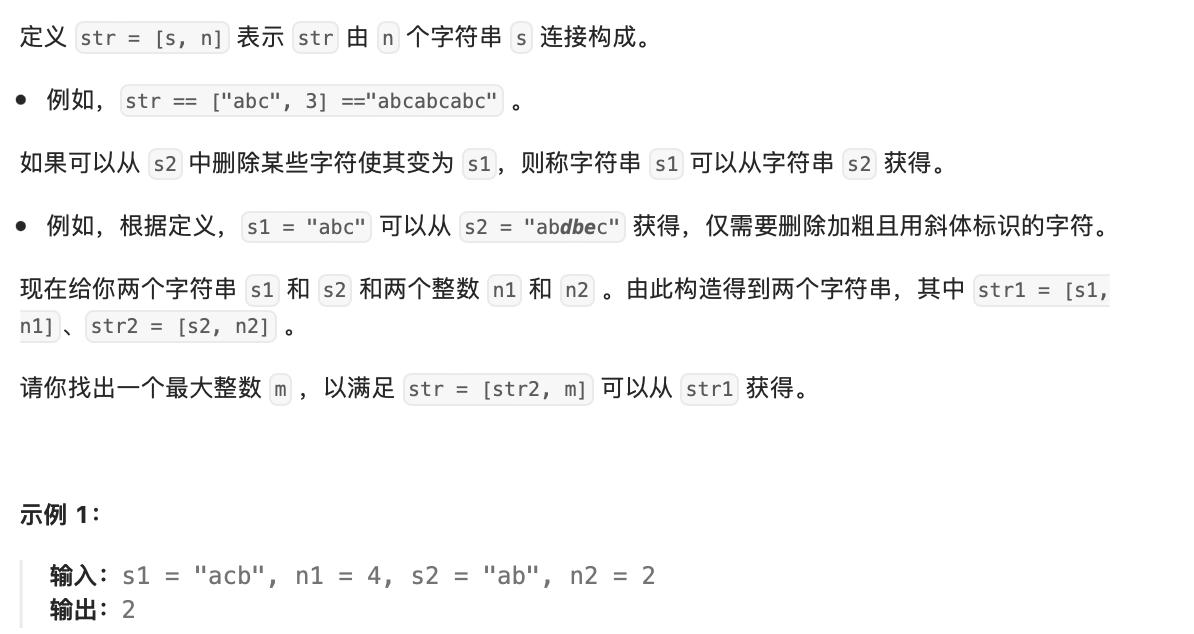 定义 str = [s, n] 表示 str 由 n 个字符串 s 连接构成。
• 例如，str == ["abc", 3] =="abcabcabc" 。
如果可以从 s2 中删除某些字符使其变为 s1，则称字符串 s1 可以从字符串 s2 获得。
• 例如，根据定义，s1 = "abc" 可以从 s2 = "abdbec" 获得，仅需要删除加粗且用斜体标识的字符。
现在给你两个字符串 s1 和 s2 和两个整数 n1 和 n2 。由此构造得到两个字符串，其中 str1 = [s1,
n1]、str2 = [s2, n2] 。
请你找出一个最大整数 m ，以满足 str = [str2, m] 可以从 str1 获得。
示例 1：
输入：s1 = "acb", n1 = 4, s2 = "ab", n2 = 2
输出：2